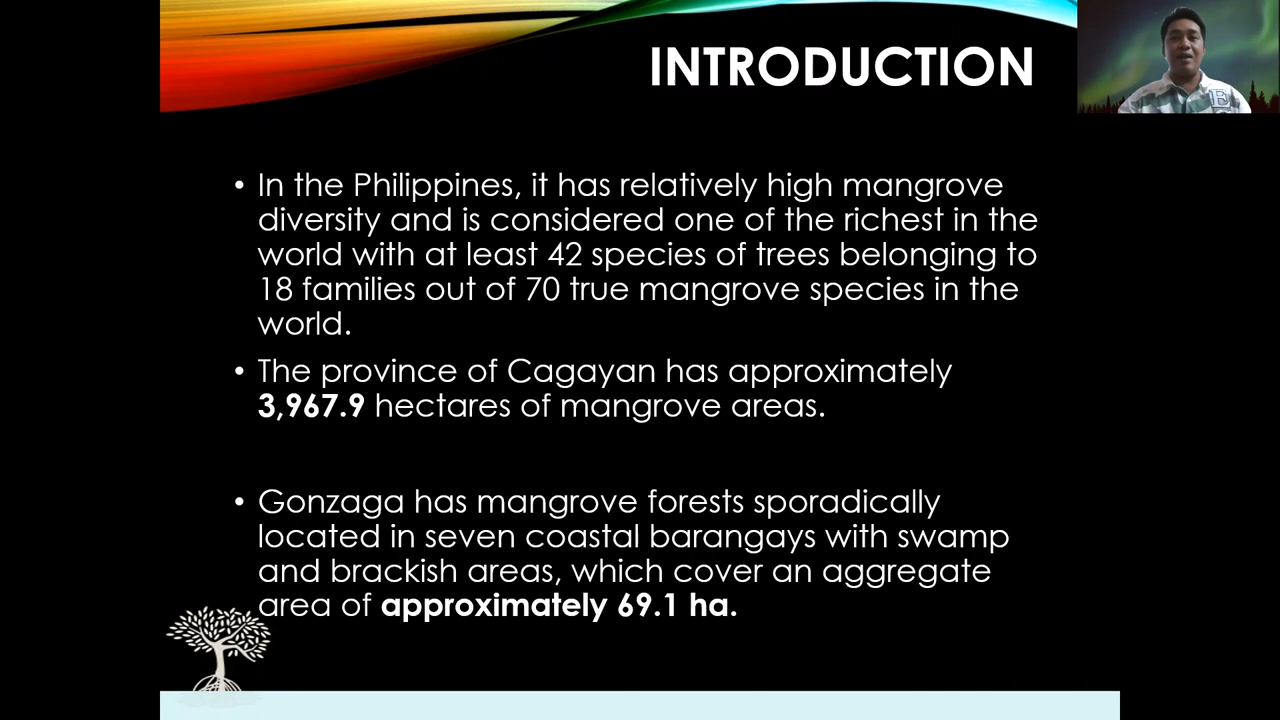 INTRODUCTION
• In the Philippines, it has relatively high mangrove
diversity and is considered one of the richest in the
world with at least 42 species of trees belonging to
18 families out of 70 true mangrove species in the
world.
• The province of Cagayan has approximately
3,967.9 hectares of mangrove areas.
• Gonzaga has mangrove forests sporadically
located in seven coastal barangays with swamp
and brackish areas, which cover an aggregate
area of approximately 69.1 ha.
E